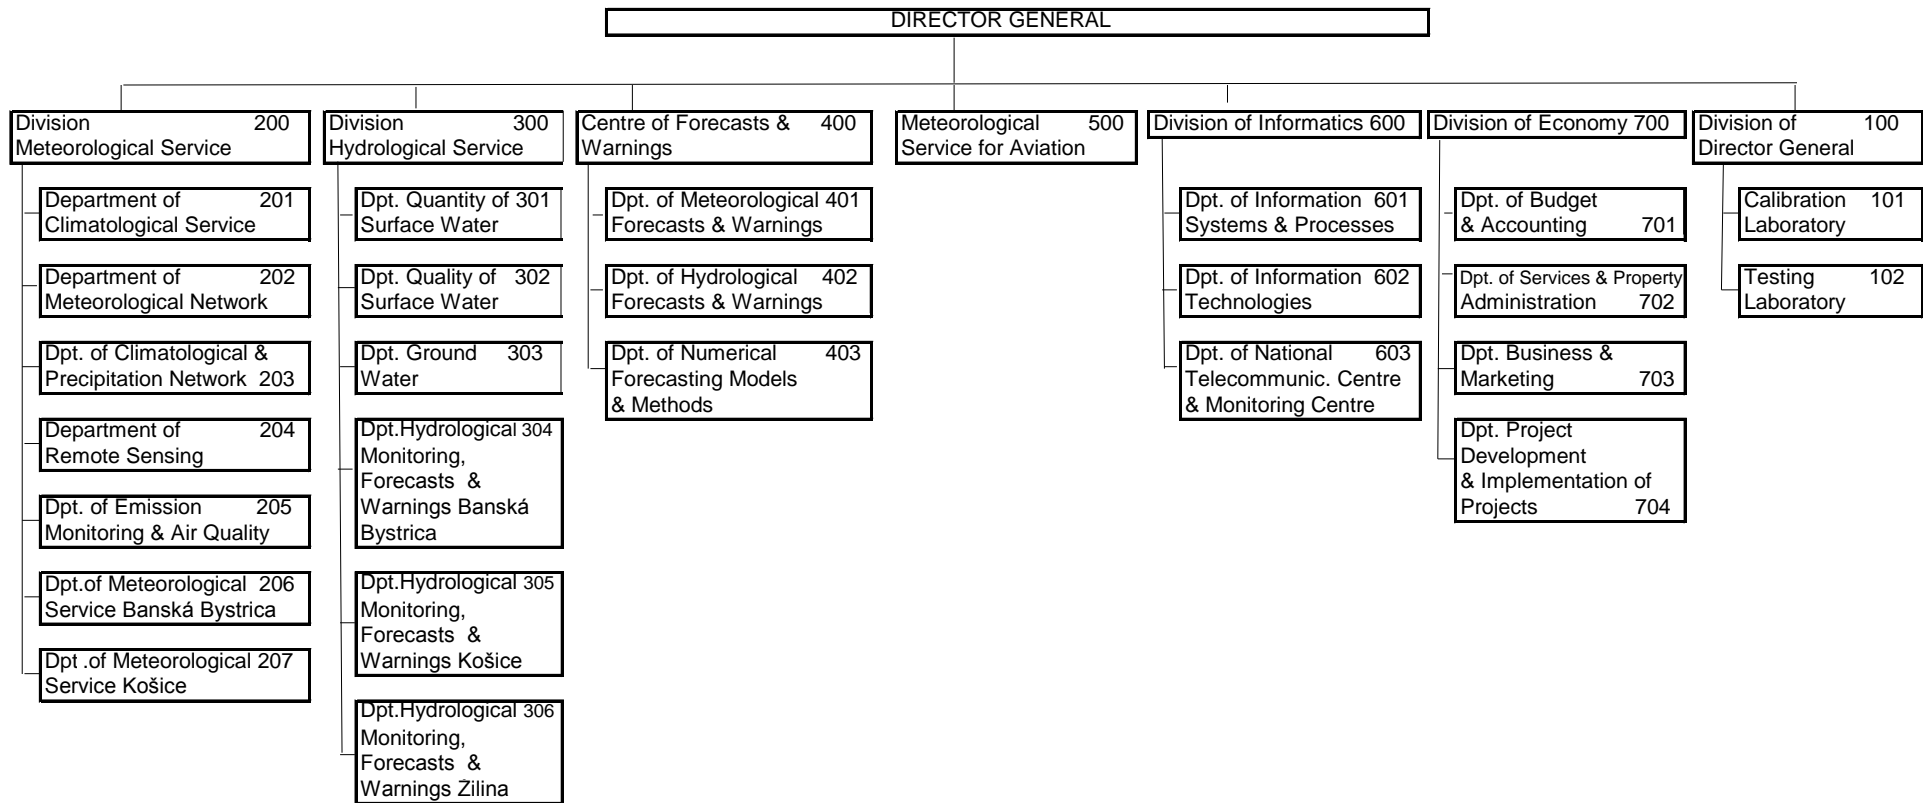 DIRECTOR GENERAL
Division 200
Meteorological Service
Department of 201
Climatological Service
Department of 202
Meteorological Network
Dpt. of Climatological &
Precipitation Network 203
Department of 204
Remote Sensing
Dpt. of Emission 205
Monitoring & Air Quality
Dpt.of Meteorological 206
Service Banská Bystrica
Dpt .of Meteorological 207
Service Košice
Division 300
Hydrological Service
Dpt. Quantity of 301
Surface Water
Dpt. Quality of 302
Surface Water
Dpt. Ground 303
Water
Dpt.Hydrological 304
Monitoring,
Forecasts &
Warnings Banská
Bystrica
Dpt.Hydrological 305
Monitoring,
Forecasts &
Warnings Košice
Dpt.Hydrological 306
Monitoring,
Forecasts &
Warnings Žilina
Centre of Forecasts & 400
Warnings
Dpt. of Meteorological 401
Forecasts & Warnings
Dpt. of Hydrological 402
Forecasts & Warnings
Dpt. of Numerical 403
Forecasting Models
& Methods
Meteorological 500
Service for Aviation
Division of Informatics 600
Dpt. of Information 601
Systems & Processes
Dpt. of Information 602
Technologies
Dpt. of National 603
Telecommunic. Centre
& Monitoring Centre
Division of Economy 700
Dpt. of Budget
& Accounting 701
Dpt. of Services & Property
Administration 702
Dpt. Business &
Marketing 703
Dpt. Project
Development
& Implementation of
Projects 704
Division of 100
Director General
Calibration 101
Laboratory
Testing 102
Laboratory